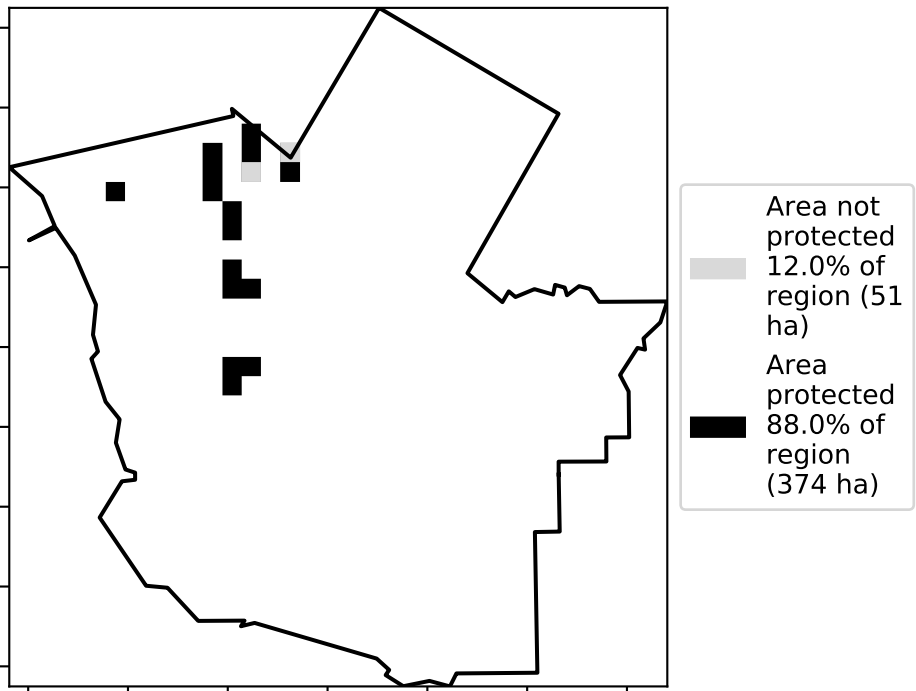 Area not
protected
12.0% of
region (51
ha)
Area
protected
88.0% of
region
(374 ha)